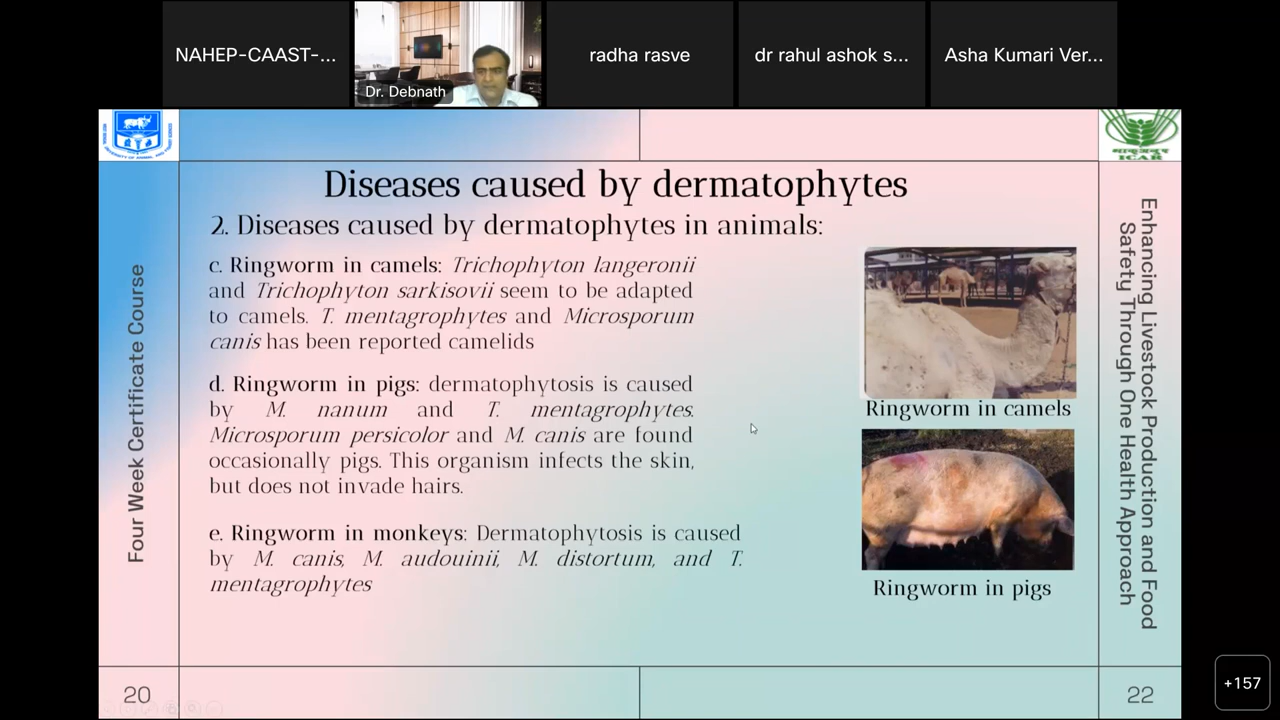 NAHEP-CAAST-...
Dr. Debnath
radha rasve
dr rahul ashok s...
Asha Kumari Ver...
ICAR
Diseases caused by dermatophytes
2. Diseases caused by dermatophytes in animals:
c. Ringworm in camels: Trichophyton langeronii
and Trichophyton sarkisovii seem to be adapted
to camels. T. mentagrophytes and Microsporum
canis has been reported camelids
d. Ringworm in pigs: dermatophytosis is caused
by M. nanum and T. mentagrophytes.
Microsporum persicolor and M. canis are found
occasionally pigs. This organism infects the skin,
but does not invade hairs.
e. Ringworm in monkeys: Dermatophytosis is caused
by M. canis, M. audouinii, M. distortum, and T.
mentagrophytes
Ringworm in camels
Ringworm in pigs
Four Week Certificate Course
Enhancing Livestock Production and Food
Safety Through One Health Approach
20
22
+157